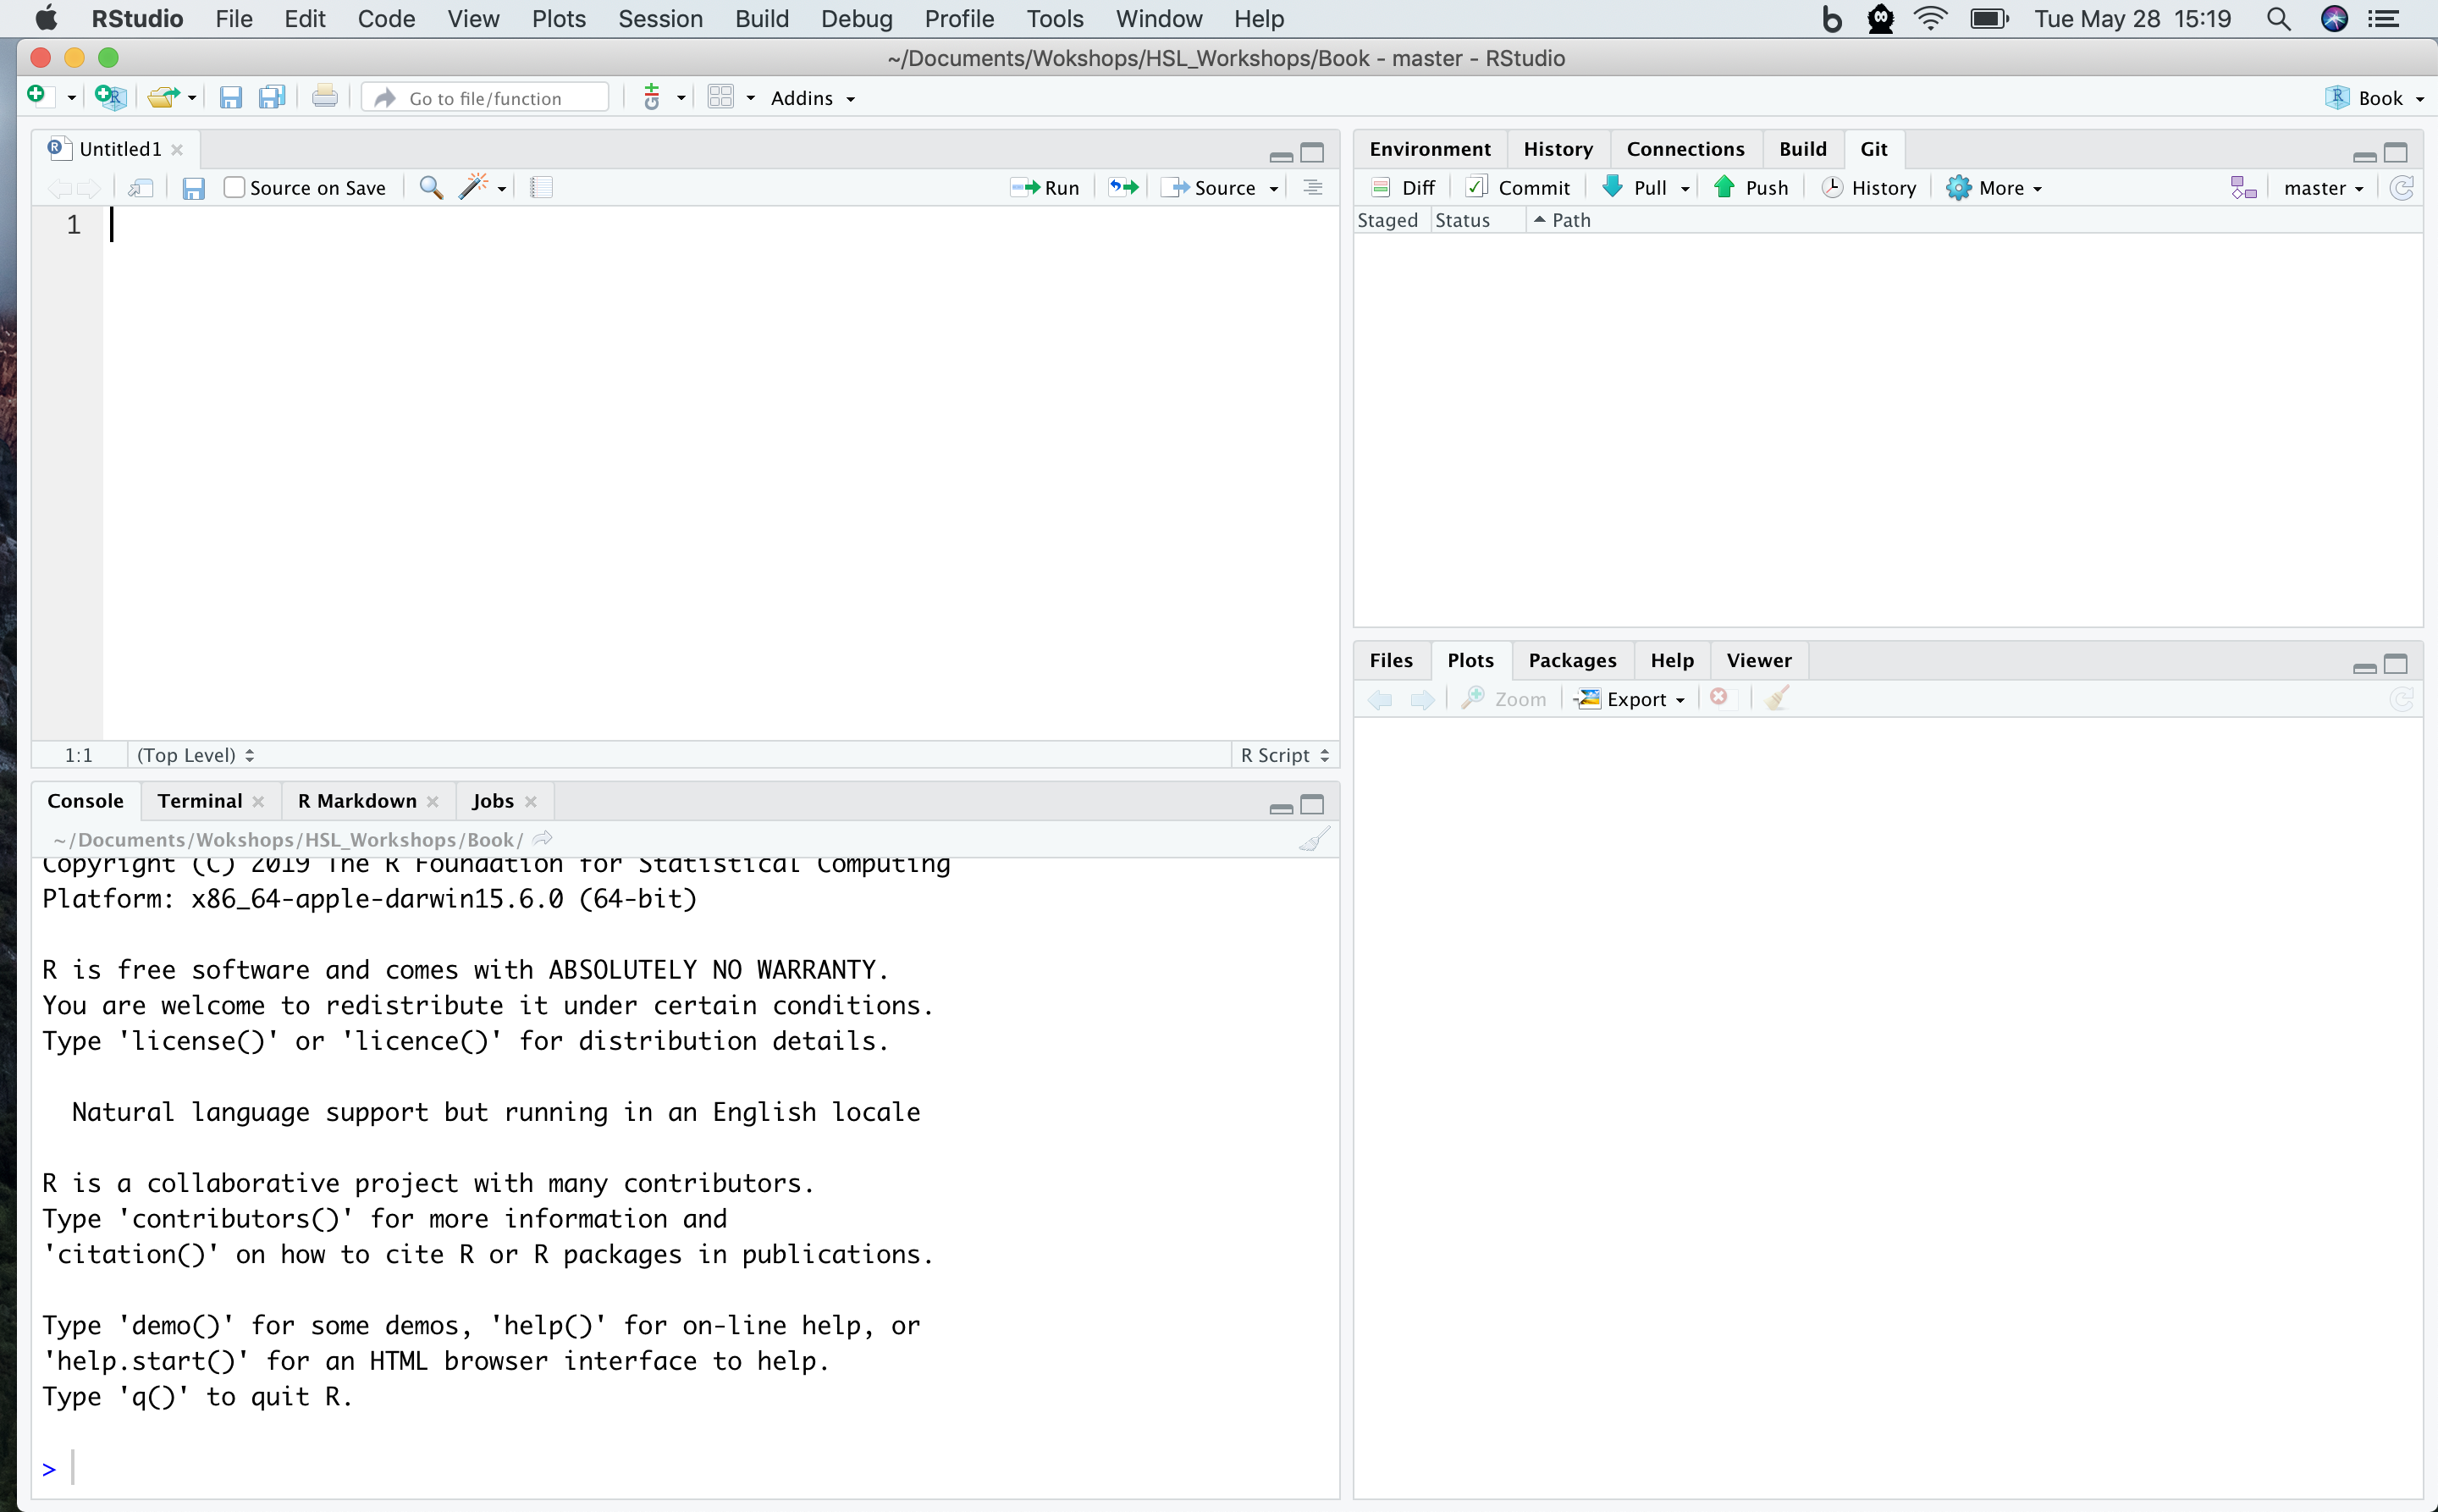 RStudio File Edit Code View Plots Session Build Debug Profile Tools Window Help Tue May 28 15:19
~/Documents/Wokshops/HSL_Workshops/Book - master - RStudio
Go to file/function Addins Book
Untitled1
Source on Save Run Source
1
1:1 (Top Level) R Script
Console Terminal R Markdown Jobs
~/Documents/Wokshops/HSL_Workshops/Book/
Copyright (C) 2019 The R Foundation for Statistical Computing
Platform: x86_64-apple-darwin15.6.0 (64-bit)
R is free software and comes with ABSOLUTELY NO WARRANTY.
You are welcome to redistribute it under certain conditions.
Type 'license()' or 'licence()' for distribution details.
Natural language support but running in an English locale
R is a collaborative project with many contributors.
Type 'contributors()' for more information and
'citation()' on how to cite R or R packages in publications.
Type 'demo()' for some demos, 'help()' for on-line help, or
'help.start()' for an HTML browser interface to help.
Type 'q()' to quit R.
>
Environment History Connections Build Git
Diff Commit Pull Push History More master
Staged Status Path
Files Plots Packages Help Viewer
Zoom Export